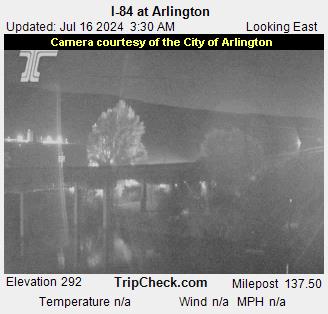 I-84 at Arlington
Updated: Jul 16 2024 3:30 AM Looking East
Camera courtesy of the City of Arlington
Elevation 292 TripCheck.com Milepost 137.50
Temperature n/a Wind n/a MPH n/a